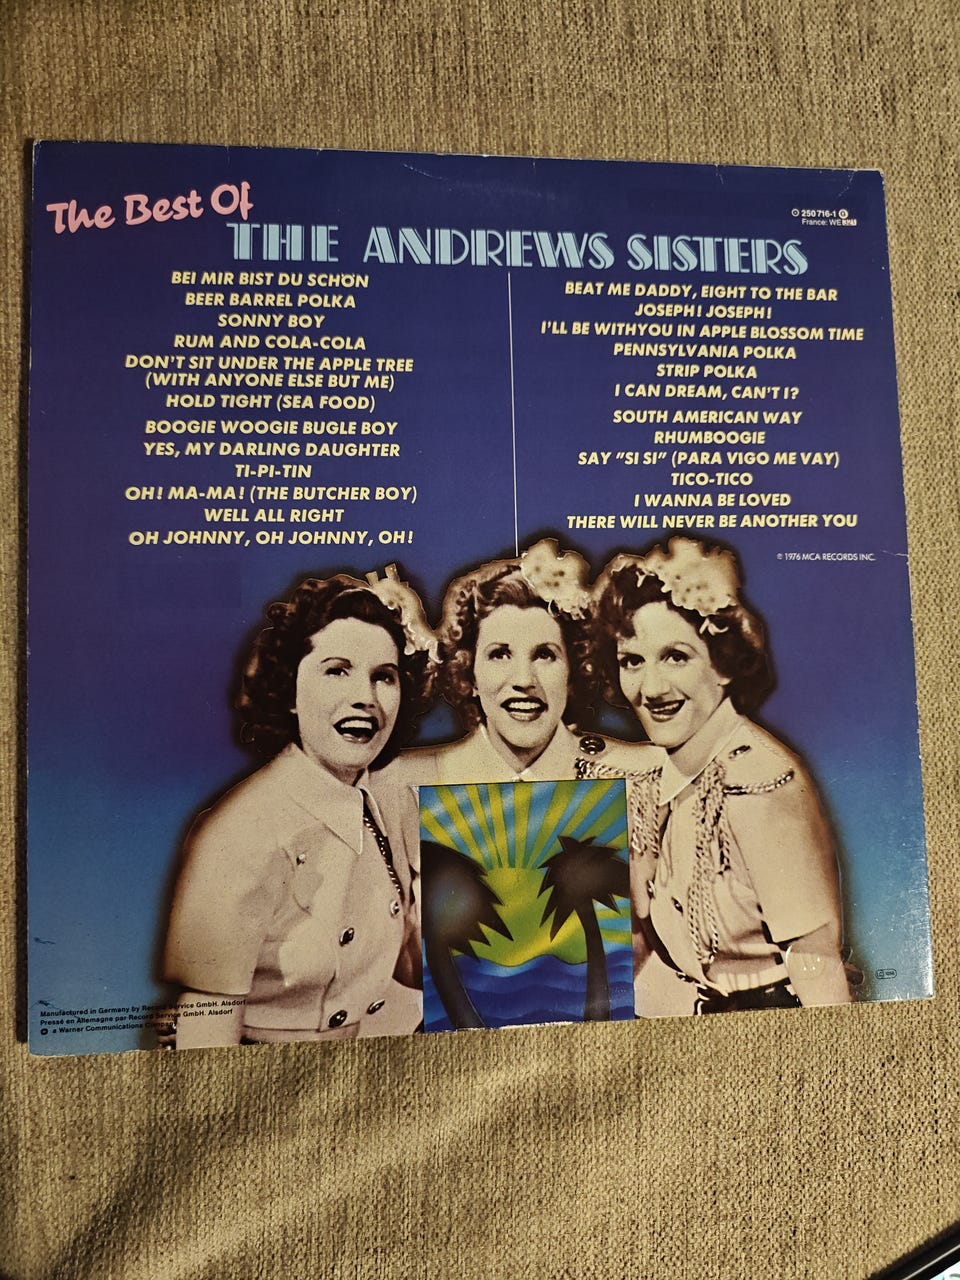 The Best Of
THE ANDREWS SISTERS
BEI MIR BIST DU SCHÖN
BEER BARREL POLKA
SONNY BOY
RUM AND COLA-COLA
DON'T SIT UNDER THE APPLE TREE
(WITH ANYONE ELSE BUT ME)
HOLD TIGHT (SEA FOOD)
BOOGIE WOOGIE BUGLE BOY
YES, MY DARLING DAUGHTER
TI-PI-TIN
OH! MA-MA! (THE BUTCHER BOY)
WELL ALL RIGHT
OH JOHNNY, OH JOHNNY, OH!
250 716-1
France: WE
BEAT ME DADDY, EIGHT TO THE BAR
JOSEPH! JOSEPH!
I'LL BE WITHYOU IN APPLE BLOSSOM TIME
PENNSYLVANIA POLKA
STRIP POLKA
I CAN DREAM, CAN'T I?
SOUTH AMERICAN WAY
RHUMBOOGIE
SAY "SI SI" (PARA VIGO ME VAY)
TICO-TICO
I WANNA BE LOVED
THERE WILL NEVER BE ANOTHER YOU
℗ 1976 MCA RECORDS INC.
Manufactured in Germany by Record Service GmbH. Alsdorf
Pressé en Allemagne par Record Service GmbH. Alsdorf
a Warner Communications Company